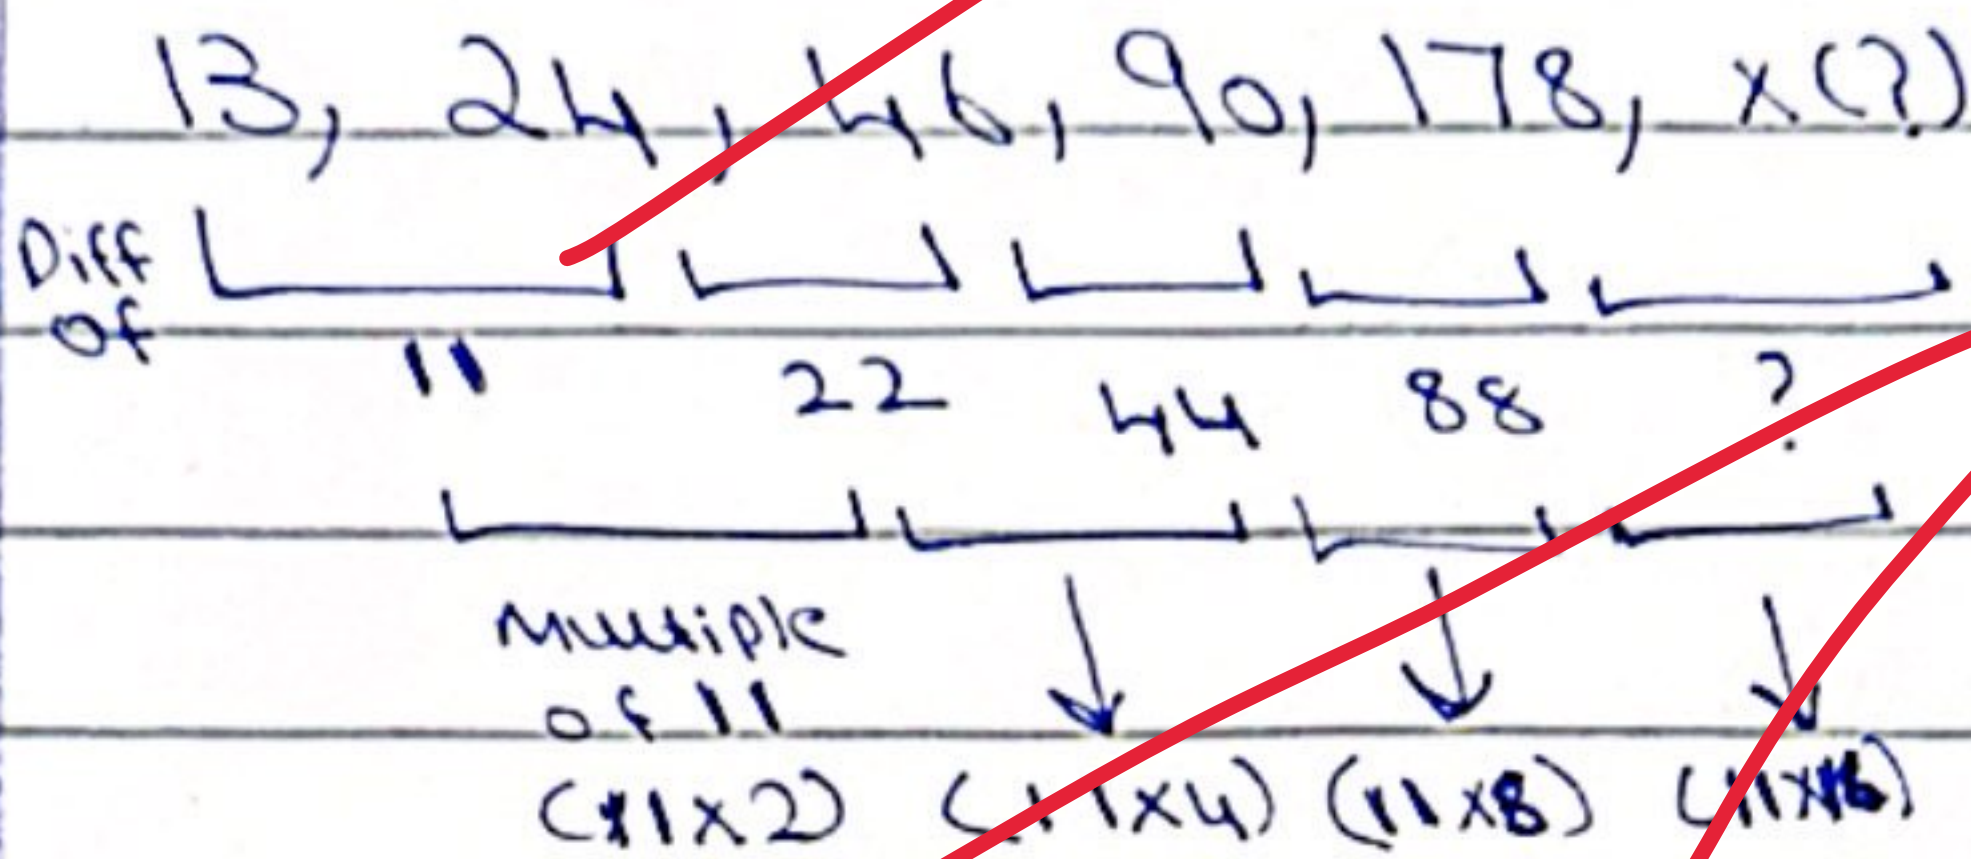 13, 24, 46, 90, 178, x(?)
Diff
of
11 22 44 88 ?
Multiple
of 11
(11x2) (11x4) (11x8) (11x16)